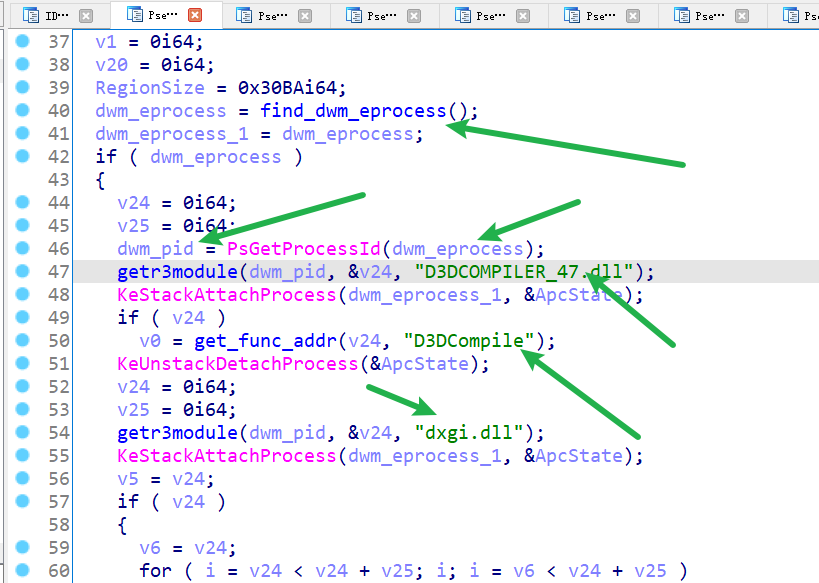 ID⋯
Pse⋯
Pse⋯
Pse⋯
Pse⋯
Pse⋯
Pse⋯
Pse
37 v1 = 0i64;
38 v20 = 0i64;
39 RegionSize = 0x30BAi64;
40 dwm_eprocess = find_dwm_eprocess();
41 dwm_eprocess_1 = dwm_eprocess;
42 if ( dwm_eprocess )
43 {
44 v24 = 0i64;
45 v25 = 0i64;
46 dwm_pid = PsGetProcessId(dwm_eprocess);
47 getr3module(dwm_pid, &v24, "D3DCOMPILER_47.dll");
48 KeStackAttachProcess(dwm_eprocess_1, &ApcState);
49 if ( v24 )
50 v0 = get_func_addr(v24, "D3DCompile");
51 KeUnstackDetachProcess(&ApcState);
52 v24 = 0i64;
53 v25 = 0i64;
54 getr3module(dwm_pid, &v24, "dxgi.dll");
55 KeStackAttachProcess(dwm_eprocess_1, &ApcState);
56 v5 = v24;
57 if ( v24 )
58 {
59 v6 = v24;
60 for ( i = v24 < v24 + v25; i; i = v6 < v24 + v25 )